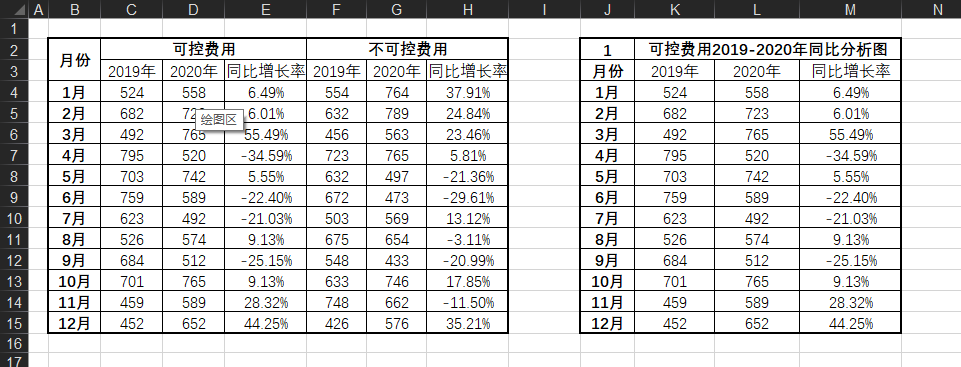 A B C D E F G H I J K L M N
1
2 月份 可控费用 不可控费用 1 可控费用2019-2020年同比分析图
3 2019年 2020年 同比增长率 2019年 2020年 同比增长率 月份 2019年 2020年 同比增长率
4 1月 524 558 6.49% 554 764 37.91% 1月 524 558 6.49%
5 2月 682 72 6.01% 632 789 24.84% 2月 682 723 6.01%
绘图区
6 3月 492 765 55.49% 456 563 23.46% 3月 492 765 55.49%
7 4月 795 520 -34.59% 723 765 5.81% 4月 795 520 -34.59%
8 5月 703 742 5.55% 632 497 -21.36% 5月 703 742 5.55%
9 6月 759 589 -22.40% 672 473 -29.61% 6月 759 589 -22.40%
10 7月 623 492 -21.03% 503 569 13.12% 7月 623 492 -21.03%
11 8月 526 574 9.13% 675 654 -3.11% 8月 526 574 9.13%
12 9月 684 512 -25.15% 548 433 -20.99% 9月 684 512 -25.15%
13 10月 701 765 9.13% 633 746 17.85% 10月 701 765 9.13%
14 11月 459 589 28.32% 748 662 -11.50% 11月 459 589 28.32%
15 12月 452 652 44.25% 426 576 35.21% 12月 452 652 44.25%
16
17